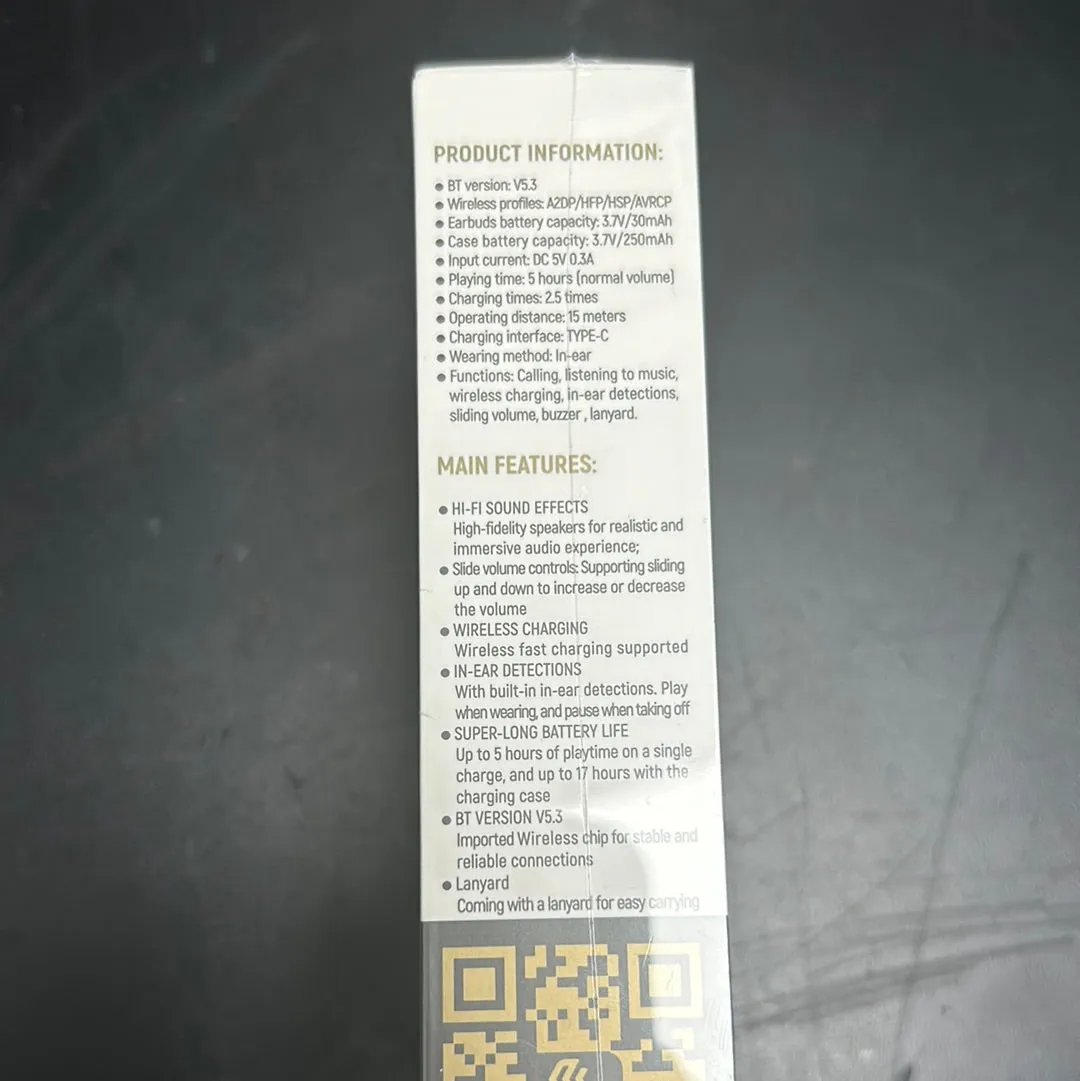 PRODUCT INFORMATION:
● BT version: V5.3
● Wireless profiles: A2DP/HFP/HSP/AVRCP
● Earbuds battery capacity: 3.7V/30mAh
● Case battery capacity: 3.7V/250mAh
● Input current: DC 5V 0.3A
● Playing time: 5 hours (normal volume)
● Charging times: 2.5 times
● Operating distance: 15 meters
● Charging interface: TYPE-C
● Wearing method: In-ear
● Functions: Calling, listening to music,
wireless charging, in-ear detections,
sliding volume, buzzer , lanyard.
MAIN FEATURES:
● HI-FI SOUND EFFECTS
High-fidelity speakers for realistic and
immersive audio experience;
● Slide volume controls: Supporting sliding
up and down to increase or decrease
the volume
● WIRELESS CHARGING
Wireless fast charging supported
● IN-EAR DETECTIONS
With built-in in-ear detections. Play
when wearing, and pause when taking off
● SUPER-LONG BATTERY LIFE
Up to 5 hours of playtime on a single
charge, and up to 17 hours with the
charging case
● BT VERSION V5.3
Imported Wireless chip for stable and
reliable connections
● Lanyard
Coming with a lanyard for easy carrying